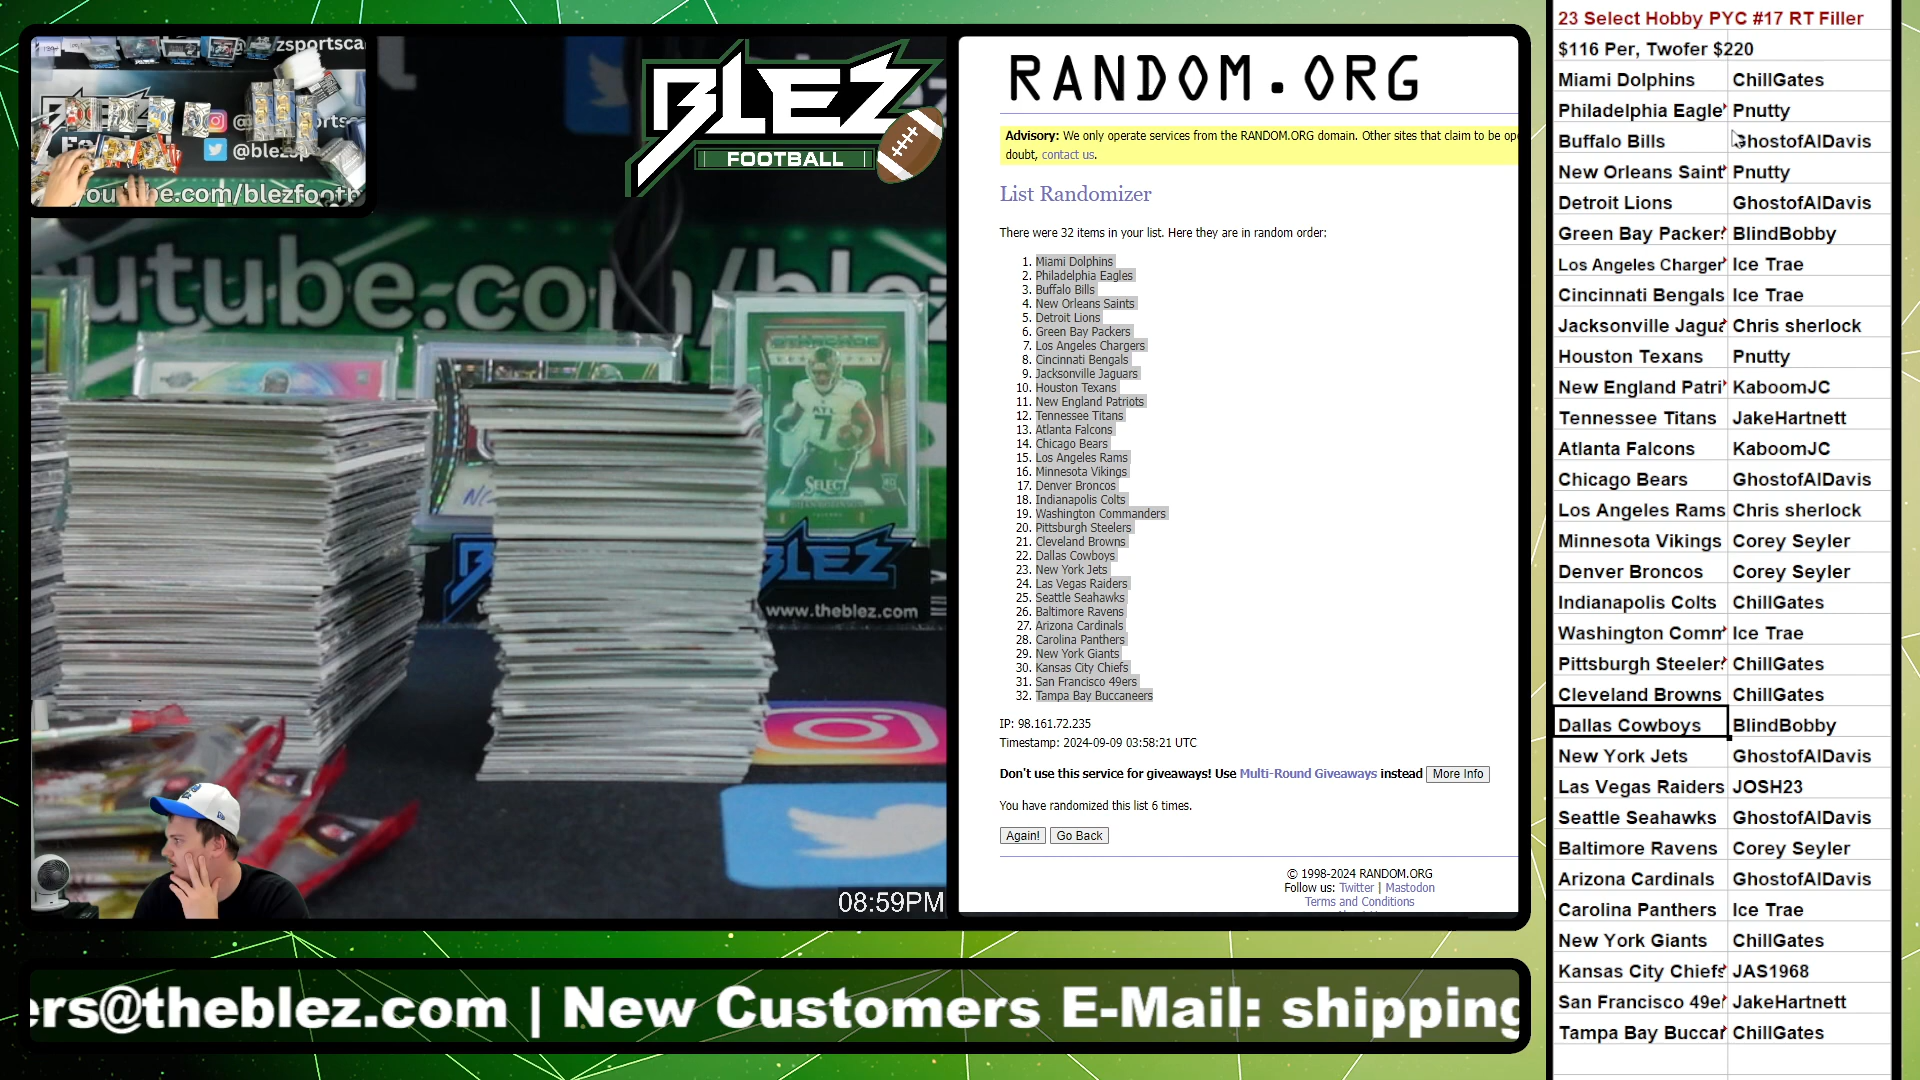 zsportsca
@
orts
@blezsp
outube.com/blezfootb
BLEZ
FOOTBALL
utube.com/blez
ATL
7
SELECT
BLEZ
www.theblez.com
08:59PM
RANDOM.ORG
Advisory: We only operate services from the RANDOM.ORG domain. Other sites that claim to be op
doubt, contact us.
List Randomizer
There were 32 items in your list. Here they are in random order:
1. Miami Dolphins
2. Philadelphia Eagles
3. Buffalo Bills
4. New Orleans Saints
5. Detroit Lions
6. Green Bay Packers
7. Los Angeles Chargers
8. Cincinnati Bengals
9. Jacksonville Jaguars
10. Houston Texans
11. New England Patriots
12. Tennessee Titans
13. Atlanta Falcons
14. Chicago Bears
15. Los Angeles Rams
16. Minnesota Vikings
17. Denver Broncos
18. Indianapolis Colts
19. Washington Commanders
20. Pittsburgh Steelers
21. Cleveland Browns
22. Dallas Cowboys
23. New York Jets
24. Las Vegas Raiders
25. Seattle Seahawks
26. Baltimore Ravens
27. Arizona Cardinals
28. Carolina Panthers
29. New York Giants
30. Kansas City Chiefs
31. San Francisco 49ers
32. Tampa Bay Buccaneers
IP: 98.161.72.235
Timestamp: 2024-09-09 03:58:21 UTC
Don't use this service for giveaways! Use Multi-Round Giveaways instead More Info
You have randomized this list 6 times.
Again! Go Back
© 1998-2024 RANDOM.ORG
Follow us: Twitter | Mastodon
Terms and Conditions
23 Select Hobby PYC #17 RT Filler
$116 Per, Twofer $220
Miami Dolphins ChillGates
Philadelphia Eagle Pnutty
Buffalo Bills GhostofAlDavis
New Orleans Saint Pnutty
Detroit Lions GhostofAlDavis
Green Bay Packer BlindBobby
Los Angeles Charger Ice Trae
Cincinnati Bengals Ice Trae
Jacksonville Jagua Chris sherlock
Houston Texans Pnutty
New England Patri KaboomJC
Tennessee Titans JakeHartnett
Atlanta Falcons KaboomJC
Chicago Bears GhostofAlDavis
Los Angeles Rams Chris sherlock
Minnesota Vikings Corey Seyler
Denver Broncos Corey Seyler
Indianapolis Colts ChillGates
Washington Comm Ice Trae
Pittsburgh Steeler ChillGates
Cleveland Browns ChillGates
Dallas Cowboys BlindBobby
New York Jets GhostofAlDavis
Las Vegas Raiders JOSH23
Seattle Seahawks GhostofAlDavis
Baltimore Ravens Corey Seyler
Arizona Cardinals GhostofAlDavis
Carolina Panthers Ice Trae
New York Giants ChillGates
Kansas City Chiefs JAS1968
San Francisco 49e JakeHartnett
Tampa Bay Buccar ChillGates
ers@theblez.com | New Customers E-Mail: shipping